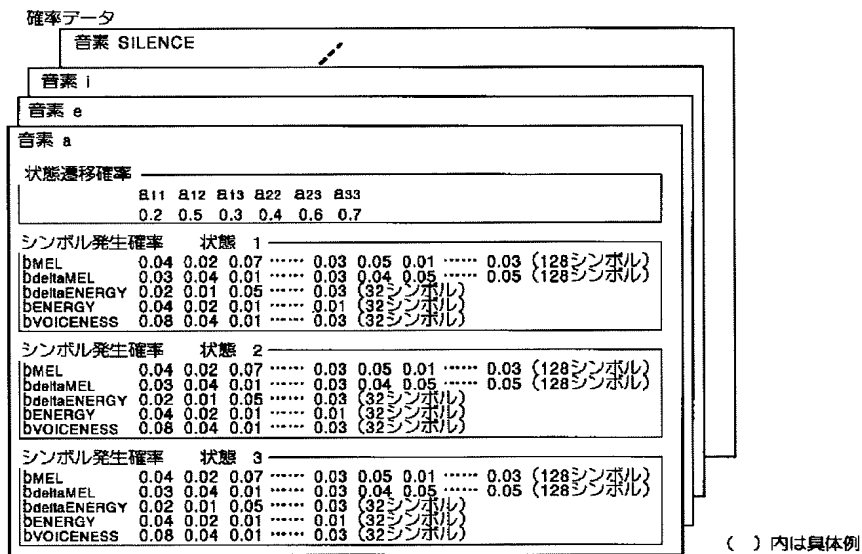 確率データ
音素 SILENCE
音素 i
音素 e
音素 a
状態遷移確率
a11 a12 a13 a22 a23 a33
0.2 0.5 0.3 0.4 0.6 0.7
シンボル発生確率 状態 1
bMEL 0.04 0.02 0.07 …… 0.03 0.05 0.01 …… 0.03 (128シンボル)
bdeltaMEL 0.03 0.04 0.01 …… 0.03 0.04 0.05 …… 0.05 (128シンボル)
bdeltaENERGY 0.02 0.01 0.05 …… 0.03 (32シンボル)
bENERGY 0.04 0.02 0.01 …… 0.01 (32シンボル)
bVOICENESS 0.08 0.04 0.01 …… 0.03 (32シンボル)
シンボル発生確率 状態 2
bMEL 0.04 0.02 0.07 …… 0.03 0.05 0.01 …… 0.03 (128シンボル)
bdeltaMEL 0.03 0.04 0.01 …… 0.03 0.04 0.05 …… 0.05 (128シンボル)
bdeltaENERGY 0.02 0.01 0.05 …… 0.03 (32シンボル)
bENERGY 0.04 0.02 0.01 …… 0.01 (32シンボル)
bVOICENESS 0.08 0.04 0.01 …… 0.03 (32シンボル)
シンボル発生確率 状態 3
bMEL 0.04 0.02 0.07 …… 0.03 0.05 0.01 …… 0.03 (128シンボル)
bdeltaMEL 0.03 0.04 0.01 …… 0.03 0.04 0.05 …… 0.05 (128シンボル)
bdeltaENERGY 0.02 0.01 0.05 …… 0.03 (32シンボル)
bENERGY 0.04 0.02 0.01 …… 0.01 (32シンボル)
bVOICENESS 0.08 0.04 0.01 …… 0.03 (32シンボル)
( ) 内は具体例